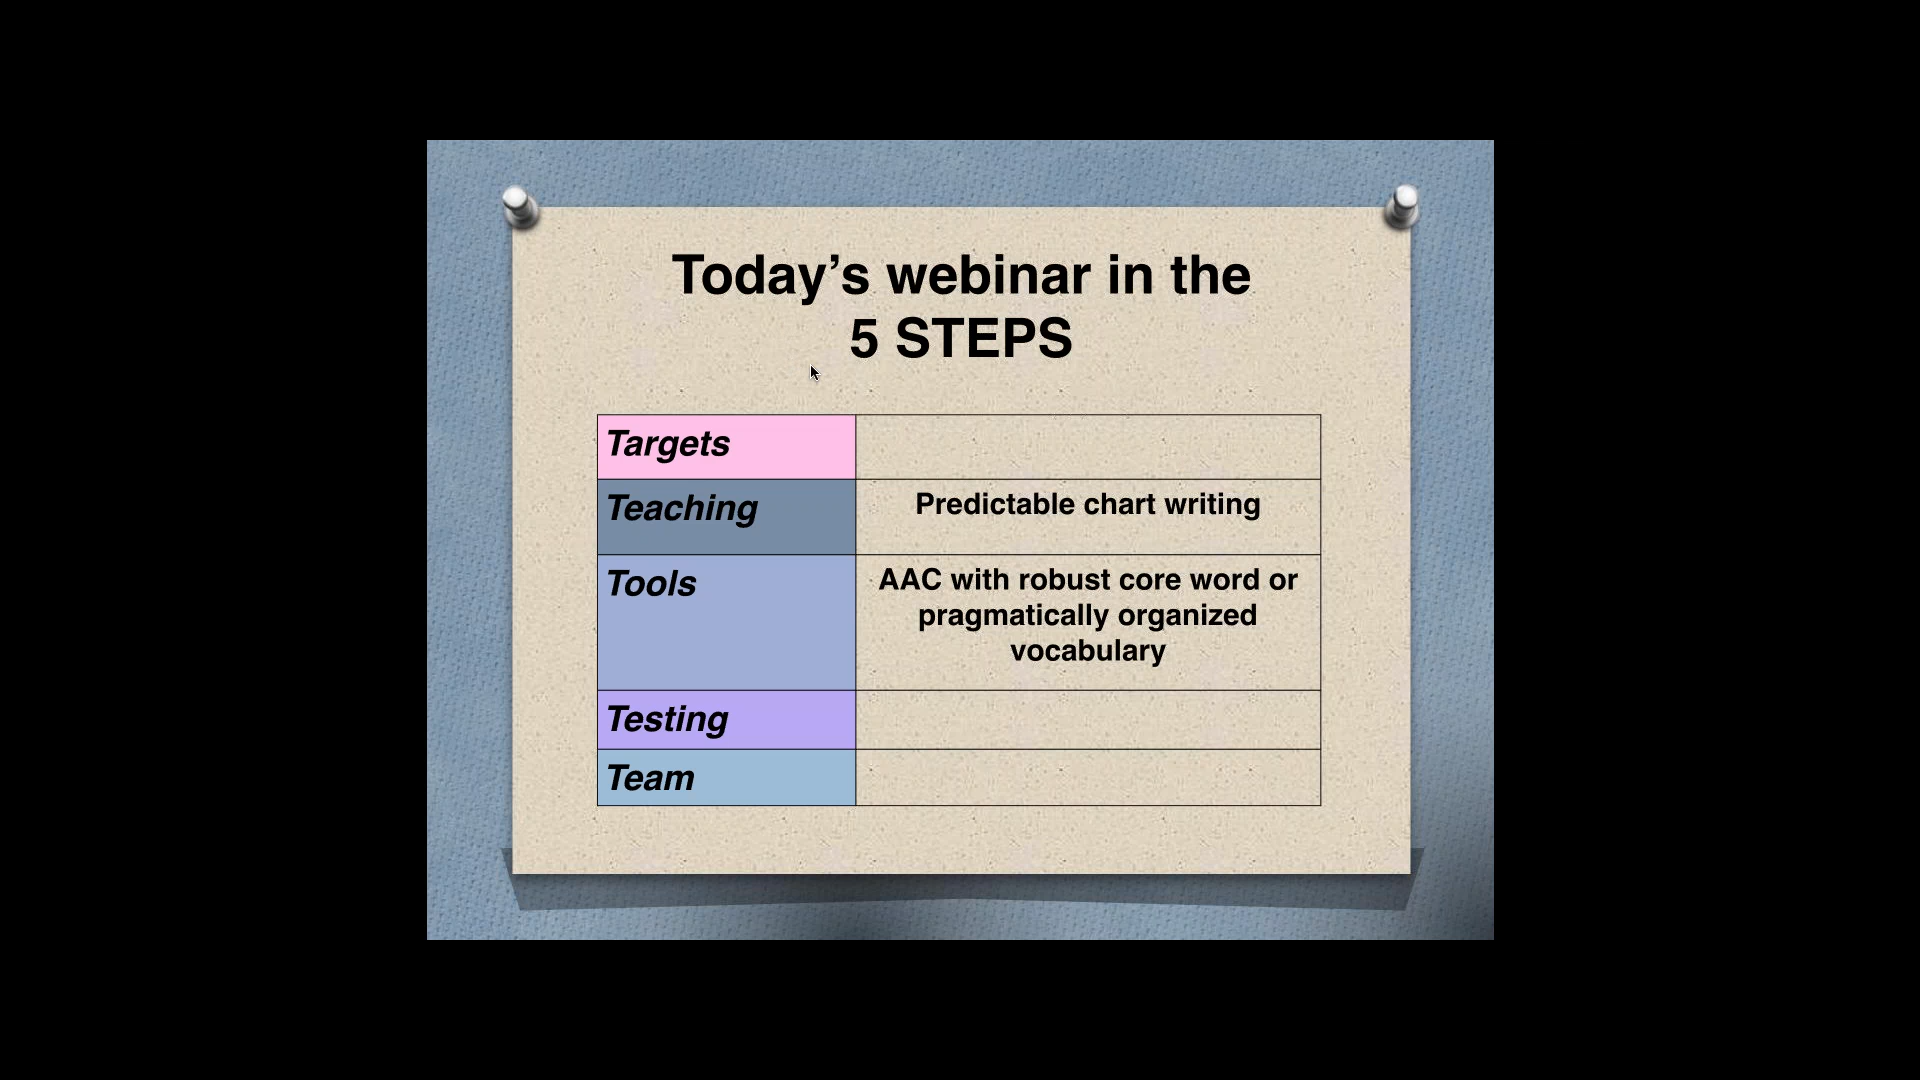 Today’s webinar in the
5 STEPS
Targets
Teaching
Predictable chart writing
Tools
AAC with robust core word or
pragmatically organized
vocabulary
Testing
Team